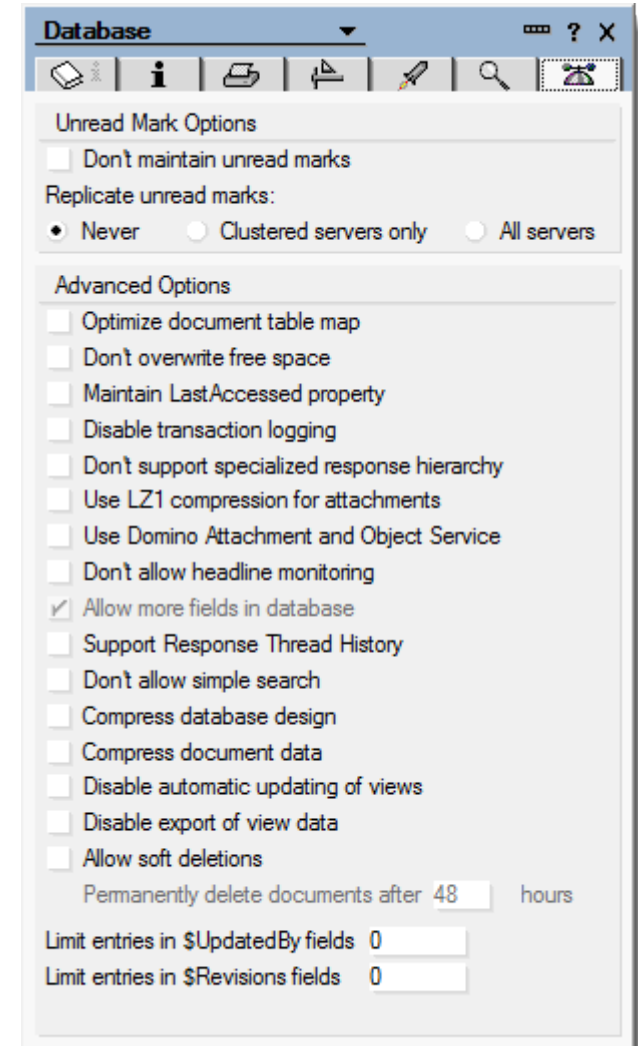 Database ? X
i i
Unread Mark Options
Don't maintain unread marks
Replicate unread marks:
Never Clustered servers only All servers
Advanced Options
Optimize document table map
Don't overwrite free space
Maintain LastAccessed property
Disable transaction logging
Don't support specialized response hierarchy
Use LZ1 compression for attachments
Use Domino Attachment and Object Service
Don't allow headline monitoring
Allow more fields in database
Support Response Thread History
Don't allow simple search
Compress database design
Compress document data
Disable automatic updating of views
Disable export of view data
Allow soft deletions
Permanently delete documents after 48 hours
Limit entries in $UpdatedBy fields 0
Limit entries in $Revisions fields 0